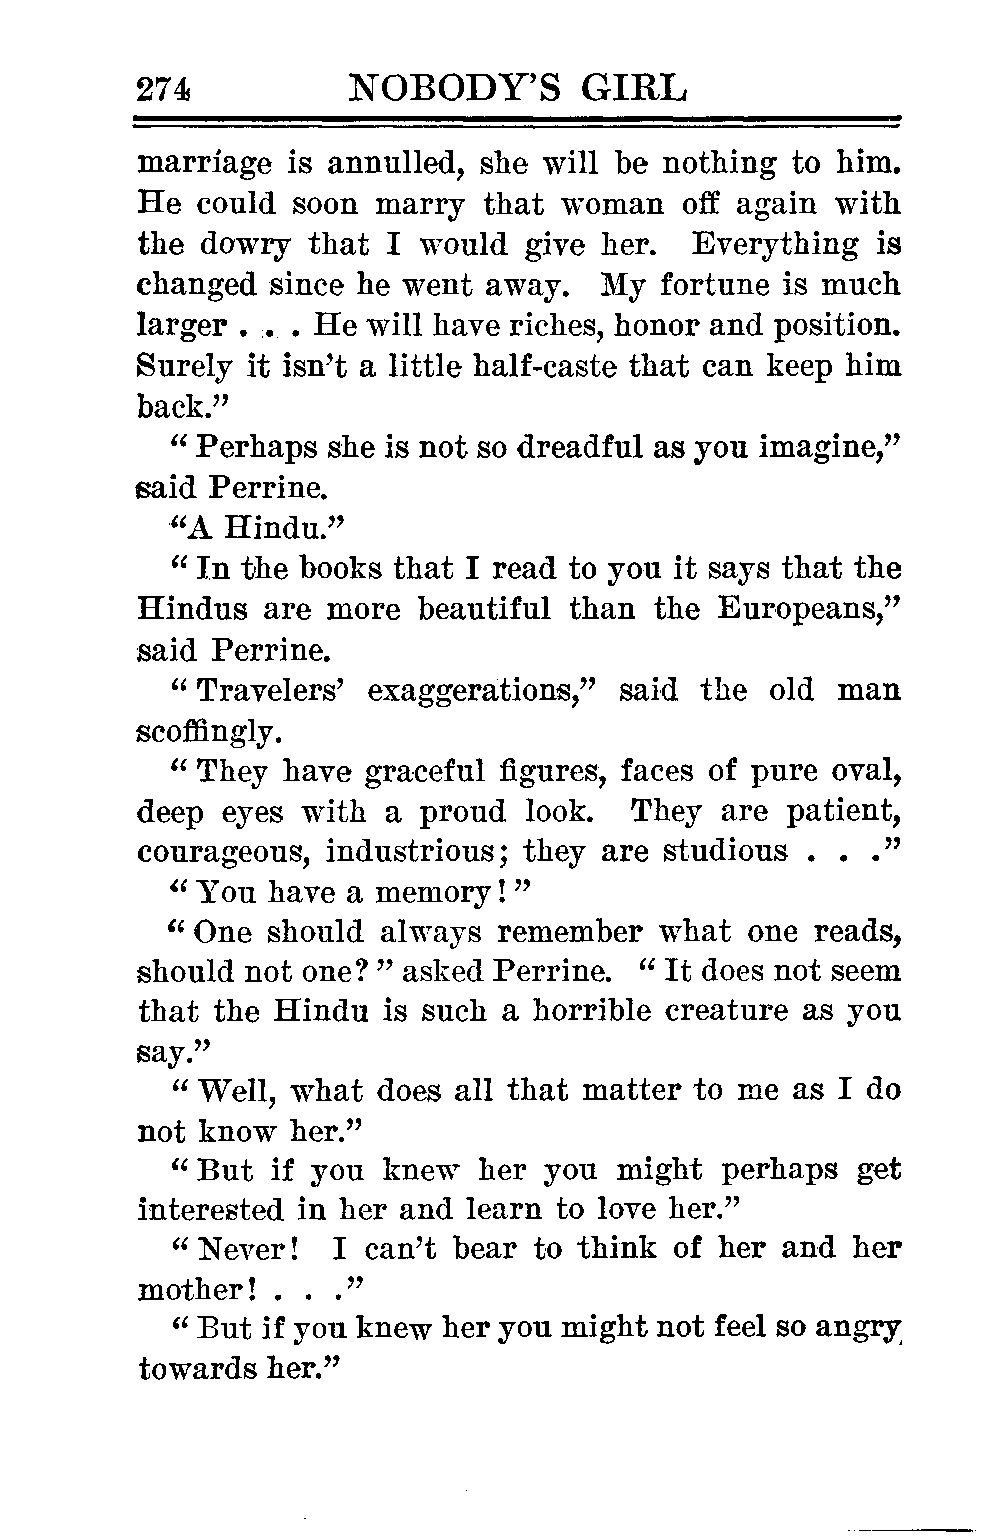 274 NOBODY'S GIRL
marriage is annulled, she will be nothing to him.
He could soon marry that woman off again with
the dowry that I would give her. Everything is
changed since he went away. My fortune is much
larger . . . He will have riches, honor and position.
Surely it isn't a little half-caste that can keep him
back."
" Perhaps she is not so dreadful as you imagine,"
said Perrine.
"A Hindu."
" In the books that I read to you it says that the
Hindus are more beautiful than the Europeans,"
said Perrine.
" Travelers' exaggerations," said the old man
scoffingly.
" They have graceful figures, faces of pure oval,
deep eyes with a proud look. They are patient,
courageous, industrious; they are studious . . ."
" You have a memory! "
" One should always remember what one reads,
should not one? " asked Perrine. " It does not seem
that the Hindu is such a horrible creature as you
say."
" Well, what does all that matter to me as I do
not know her."
" But if you knew her you might perhaps get
interested in her and learn to love her."
" Never! I can't bear to think of her and her
mother! . . ."
" But if you knew her you might not feel so angry
towards her."